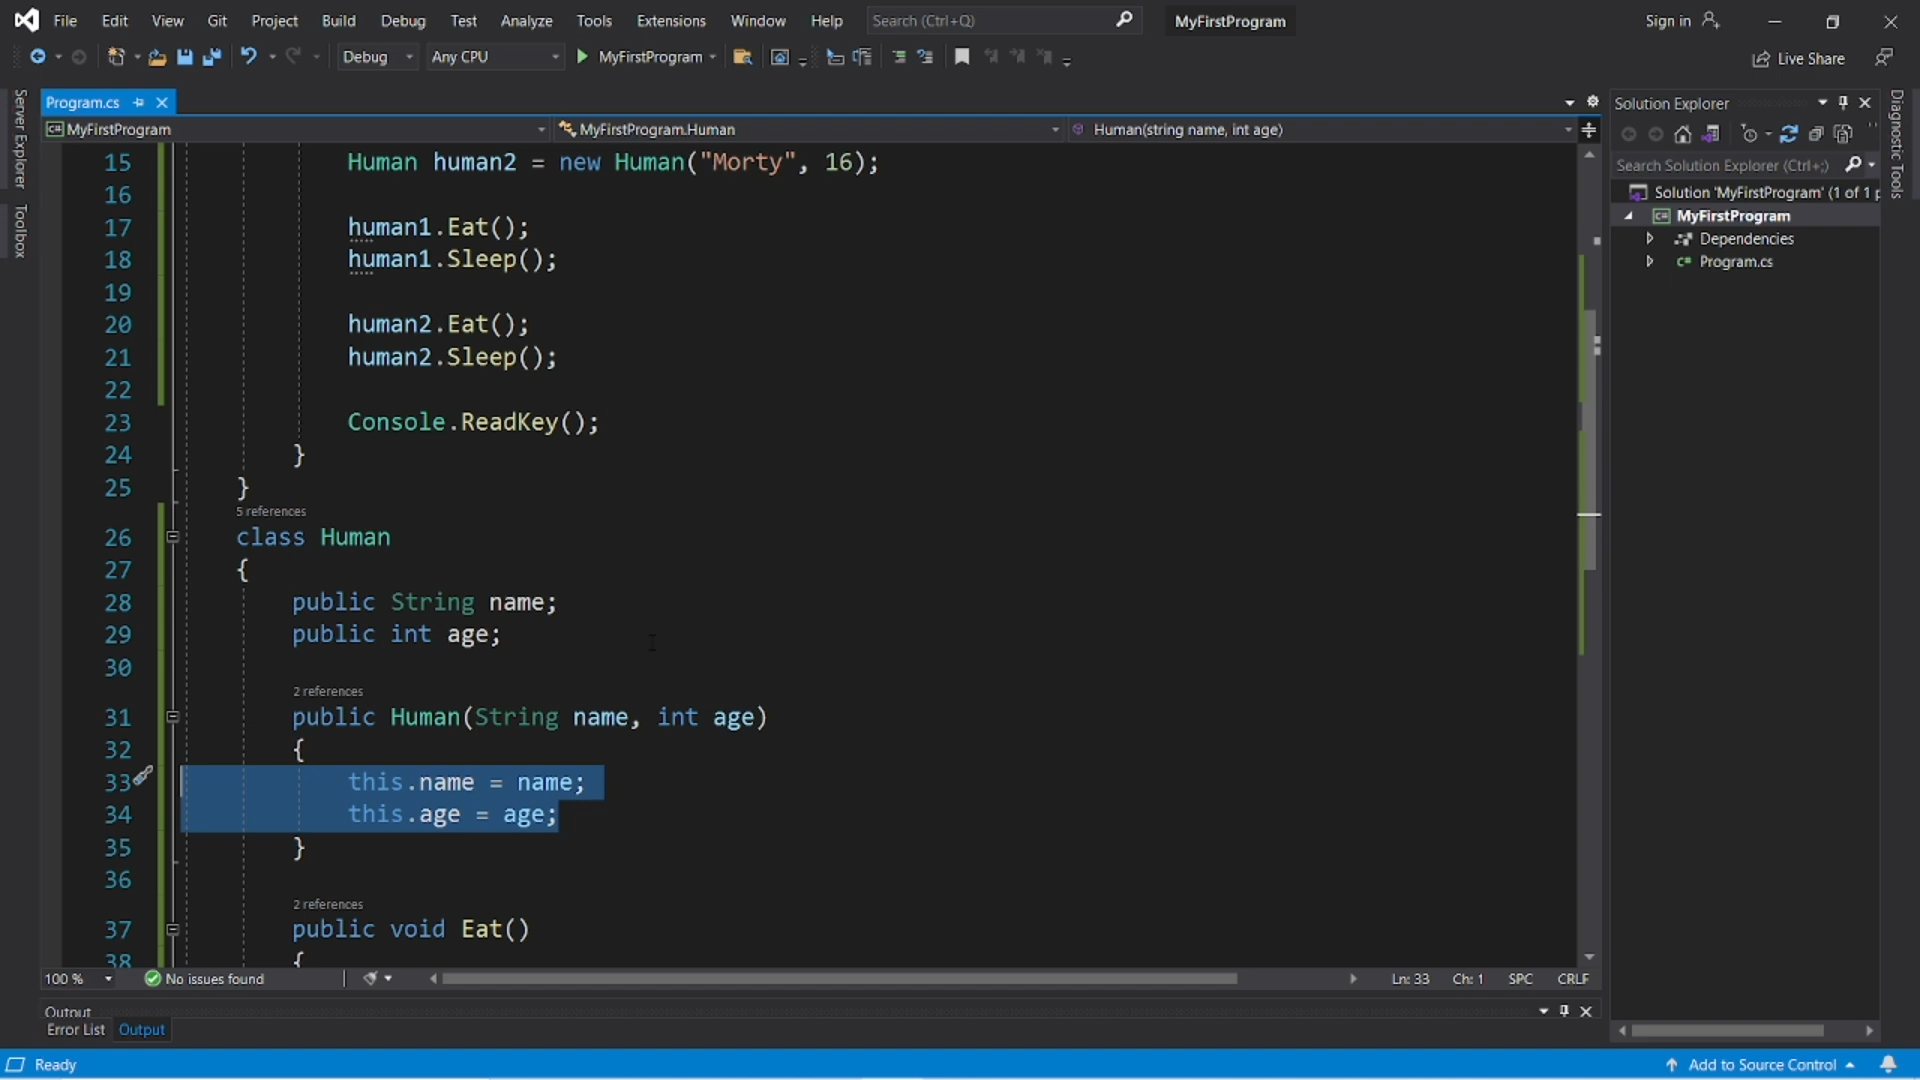 File Edit View Git Project Build Debug Test Analyze Tools Extensions Window Help Search (Ctrl+Q) MyFirstProgram Sign in
Debug Any CPU MyFirstProgram Live Share
Server Explorer
Toolbox
Program.cs
MyFirstProgram MyFirstProgram.Human Human(string name, int age)
15 Human human2 = new Human("Morty", 16);
16
17 human1.Eat();
18 human1.Sleep();
19
20 human2.Eat();
21 human2.Sleep();
22
23 Console.ReadKey();
24 }
25 }
5 references
26 class Human
27 {
28 public String name;
29 public int age;
30
2 references
31 public Human(String name, int age)
32 {
33 this.name = name;
34 this.age = age;
35 }
36
2 references
37 public void Eat()
38 {
100 % No issues found Ln: 33 Ch: 1 SPC CRLF
Output
Error List Output
Solution Explorer
Search Solution Explorer (Ctrl+;)
Solution 'MyFirstProgram' (1 of 1 p
C# MyFirstProgram
Dependencies
C# Program.cs
Diagnostic Tools
Ready Add to Source Control